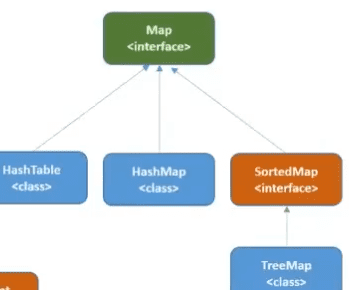 Map
<interface>
HashTable
<class>
HashMap
<class>
SortedMap
<interface>
TreeMap
<class>